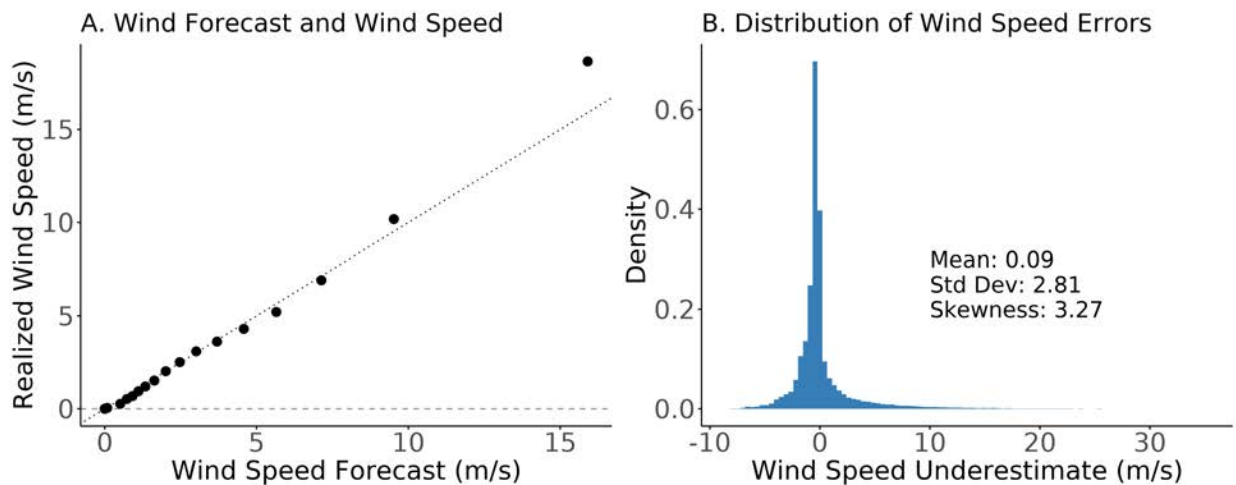 A. Wind Forecast and Wind Speed
Realized Wind Speed (m/s)
15
10
5
0
0 5 10 15
Wind Speed Forecast (m/s)
B. Distribution of Wind Speed Errors
Density
0.6
0.4
0.2
0.0
Mean: 0.09
Std Dev: 2.81
Skewness: 3.27
-10 0 10 20 30
Wind Speed Underestimate (m/s)